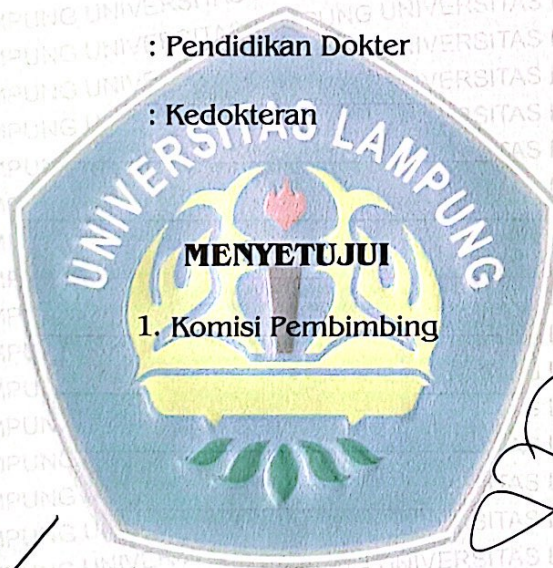 : Pendidikan Dokter
: Kedokteran
UNIVERSITAS LAMPUNG
MENYETUJUI
1. Komisi Pembimbing